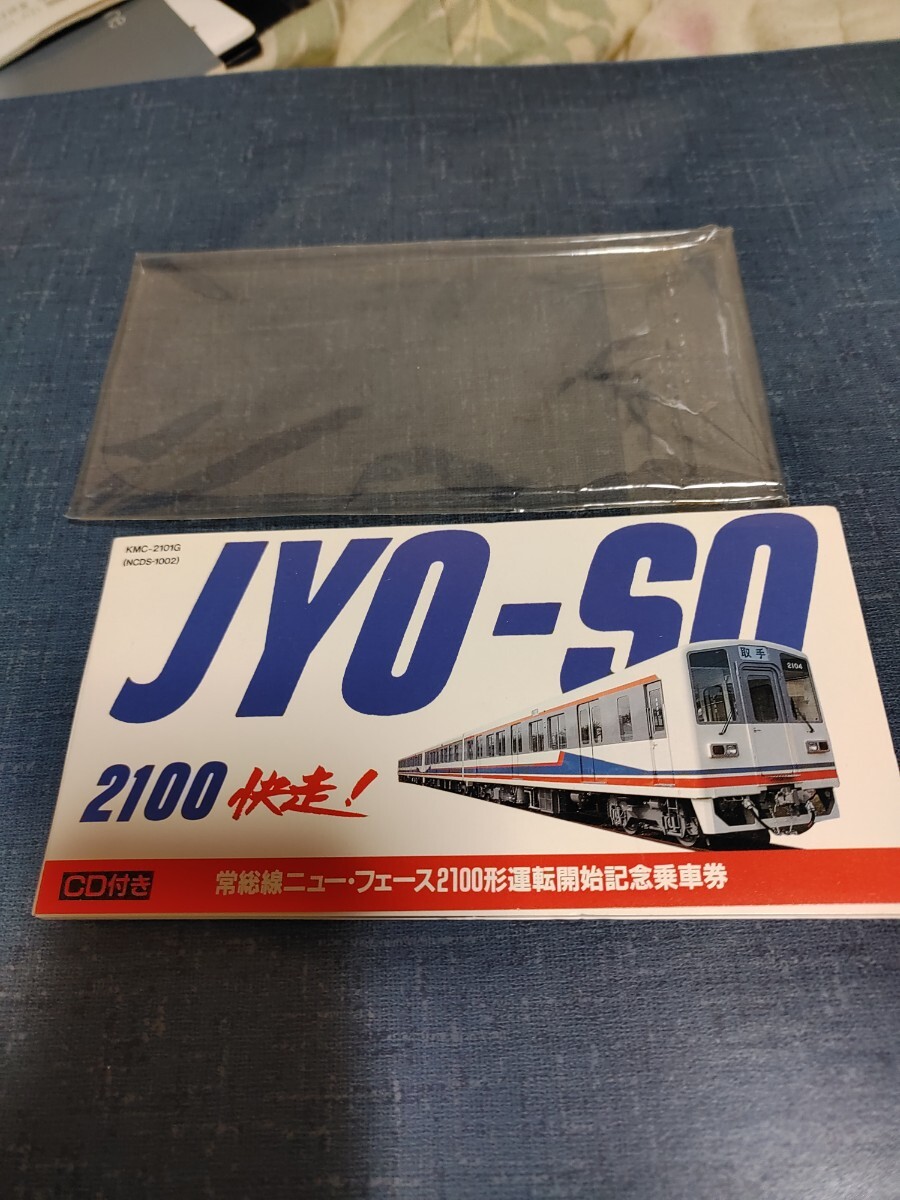 KMC-2101G
(NCDS-1002)
JYO-SO
取手
2104
2100 快走!
CD付き
常総線ニュー・フェース2100形運転開始記念乗車券